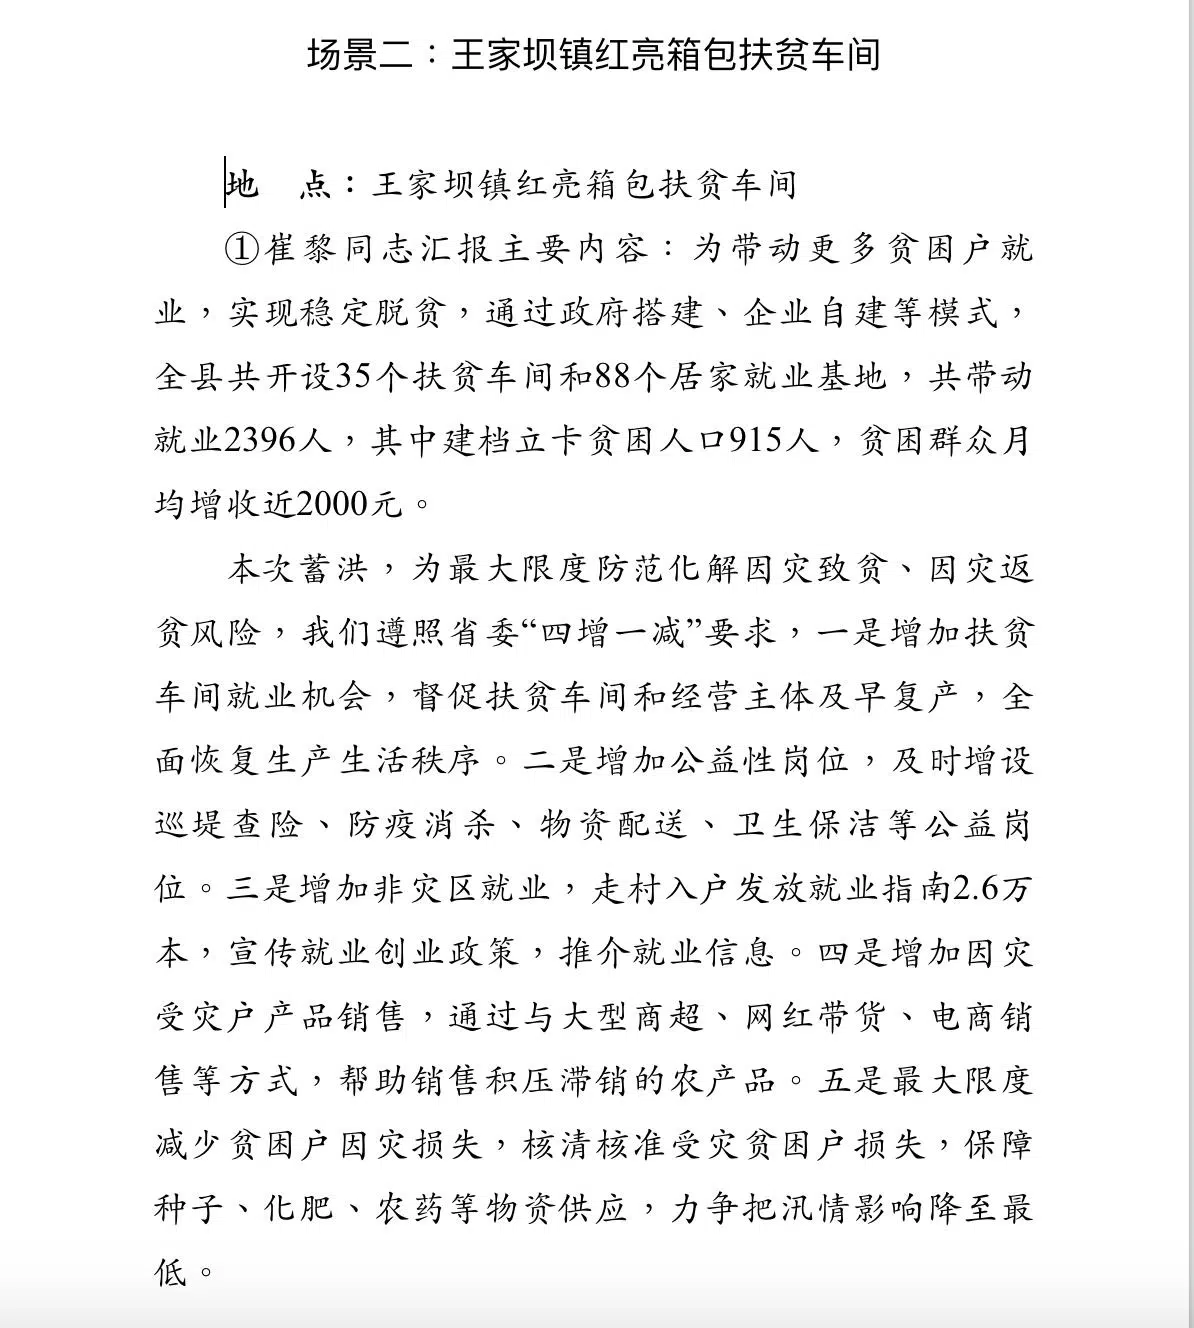 场景二：王家坝镇红亮箱包扶贫车间
地　点：王家坝镇红亮箱包扶贫车间
①崔黎同志汇报主要内容：为带动更多贫困户就
业，实现稳定脱贫，通过政府搭建、企业自建等模式，
全县共开设35个扶贫车间和88个居家就业基地，共带动
就业2396人，其中建档立卡贫困人口915人，贫困群众月
均增收近2000元。
本次蓄洪，为最大限度防范化解因灾致贫、因灾返
贫风险，我们遵照省委“四增一减”要求，一是增加扶贫
车间就业机会，督促扶贫车间和经营主体及早复产，全
面恢复生产生活秩序。二是增加公益性岗位，及时增设
巡堤查险、防疫消杀、物资配送、卫生保洁等公益岗
位。三是增加非灾区就业，走村入户发放就业指南2.6万
本，宣传就业创业政策，推介就业信息。四是增加因灾
受灾户产品销售，通过与大型商超、网红带货、电商销
售等方式，帮助销售积压滞销的农产品。五是最大限度
减少贫困户因灾损失，核清核准受灾贫困户损失，保障
种子、化肥、农药等物资供应，力争把汛情影响降至最
低。